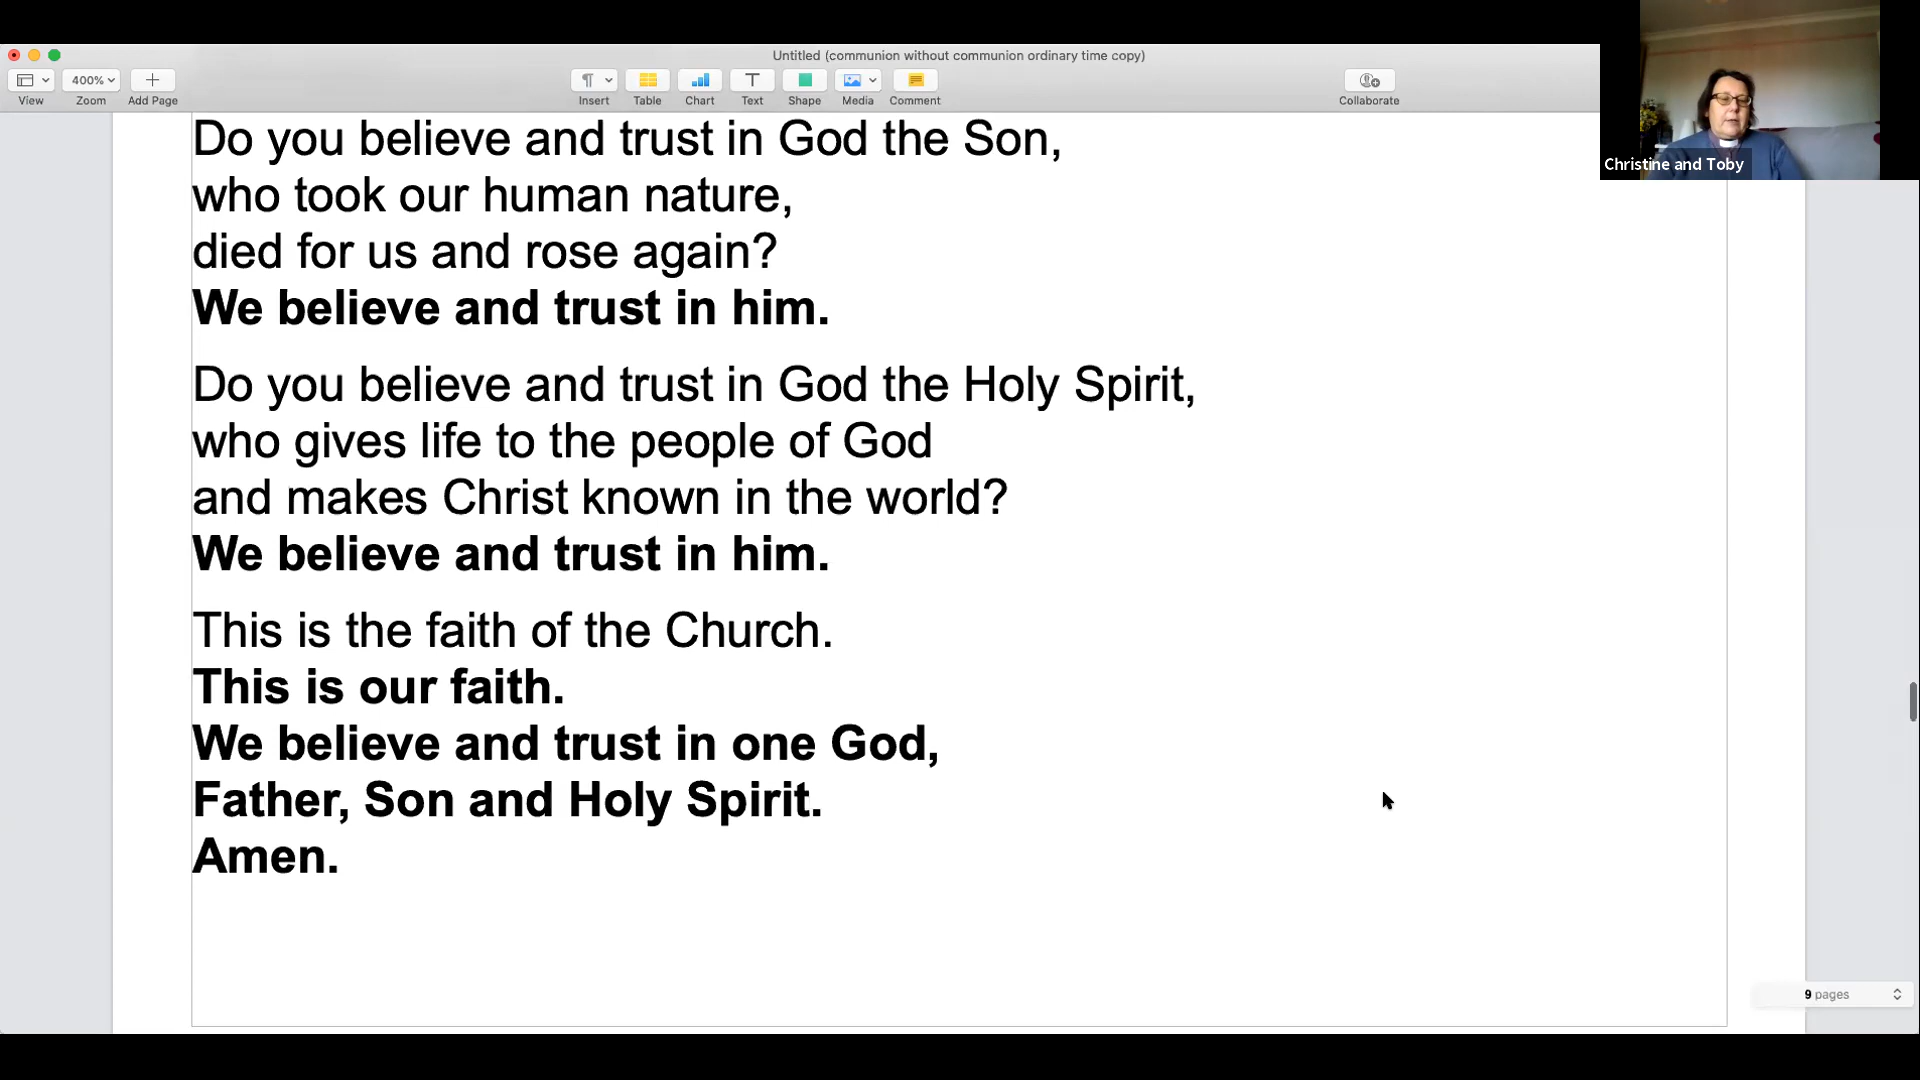 Untitled (communion without communion ordinary time copy)
400%
View
Zoom
Add Page
Insert
Table
Chart
Text
Shape
Media
Comment
Collaborate
Christine and Toby
Do you believe and trust in God the Son,
who took our human nature,
died for us and rose again?
We believe and trust in him.
Do you believe and trust in God the Holy Spirit,
who gives life to the people of God
and makes Christ known in the world?
We believe and trust in him.
This is the faith of the Church.
This is our faith.
We believe and trust in one God,
Father, Son and Holy Spirit.
Amen.
9 pages